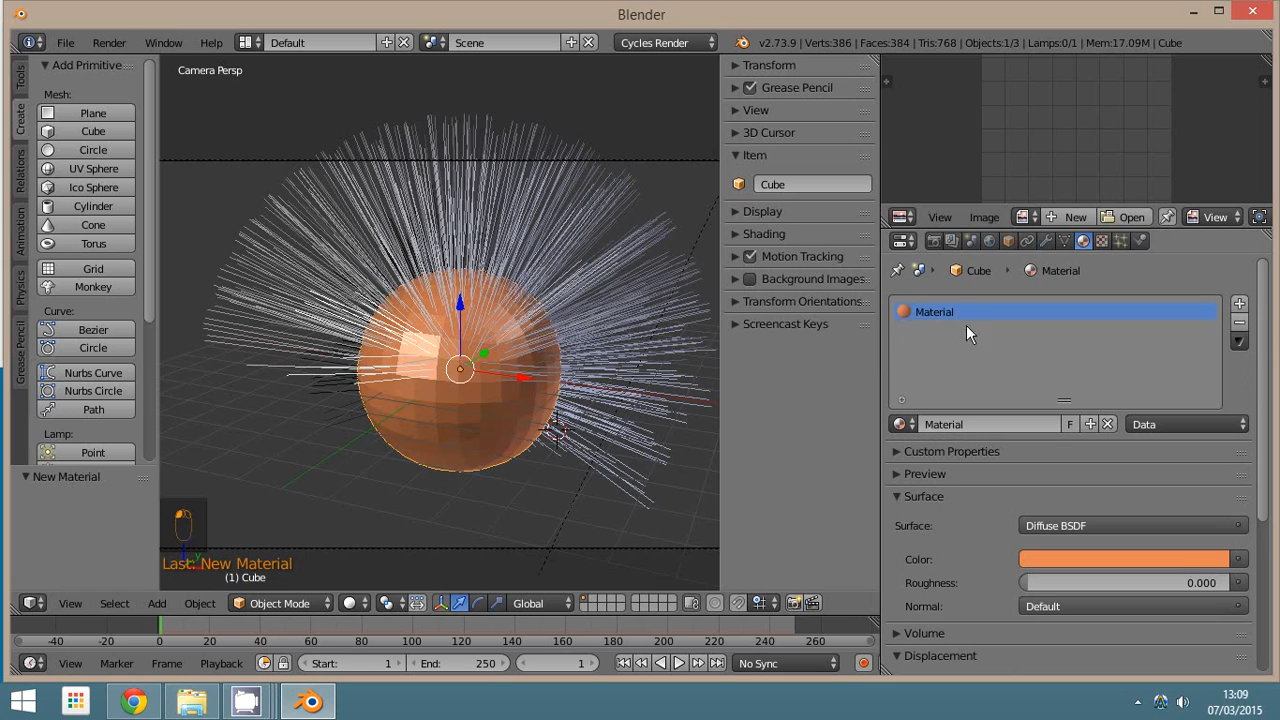 Blender
File Render Window Help Default Scene Cycles Render v2.73.9 | Verts:386 | Faces:384 | Tris:768 | Objects:1/3 | Lamps:0/1 | Mem:17.09M | Cube
Tools
Create
Relations
Animation
Physics
Grease Pencil
Add Primitive
Mesh:
Plane
Cube
Circle
UV Sphere
Ico Sphere
Cylinder
Cone
Torus
Grid
Monkey
Curve:
Bezier
Circle
Nurbs Curve
Nurbs Circle
Path
Lamp:
Point
New Material
Camera Persp
Last: New Material
(1) Cube
View Select Add Object Object Mode Global
Transform
Grease Pencil
View
3D Cursor
Item
Cube
Display
Shading
Motion Tracking
Background Images
Transform Orientations
Screencast Keys
View Image New Open View
Cube Material
Material
Material F Data
Custom Properties
Preview
Surface
Surface: Diffuse BSDF
Color:
Roughness: 0.000
Normal: Default
Volume
Displacement
-40 -20 0 20 40 60 80 100 120 140 160 180 200 220 240 260
View Marker Frame Playback Start: 1 End: 250 1 No Sync
13:09
07/03/2015